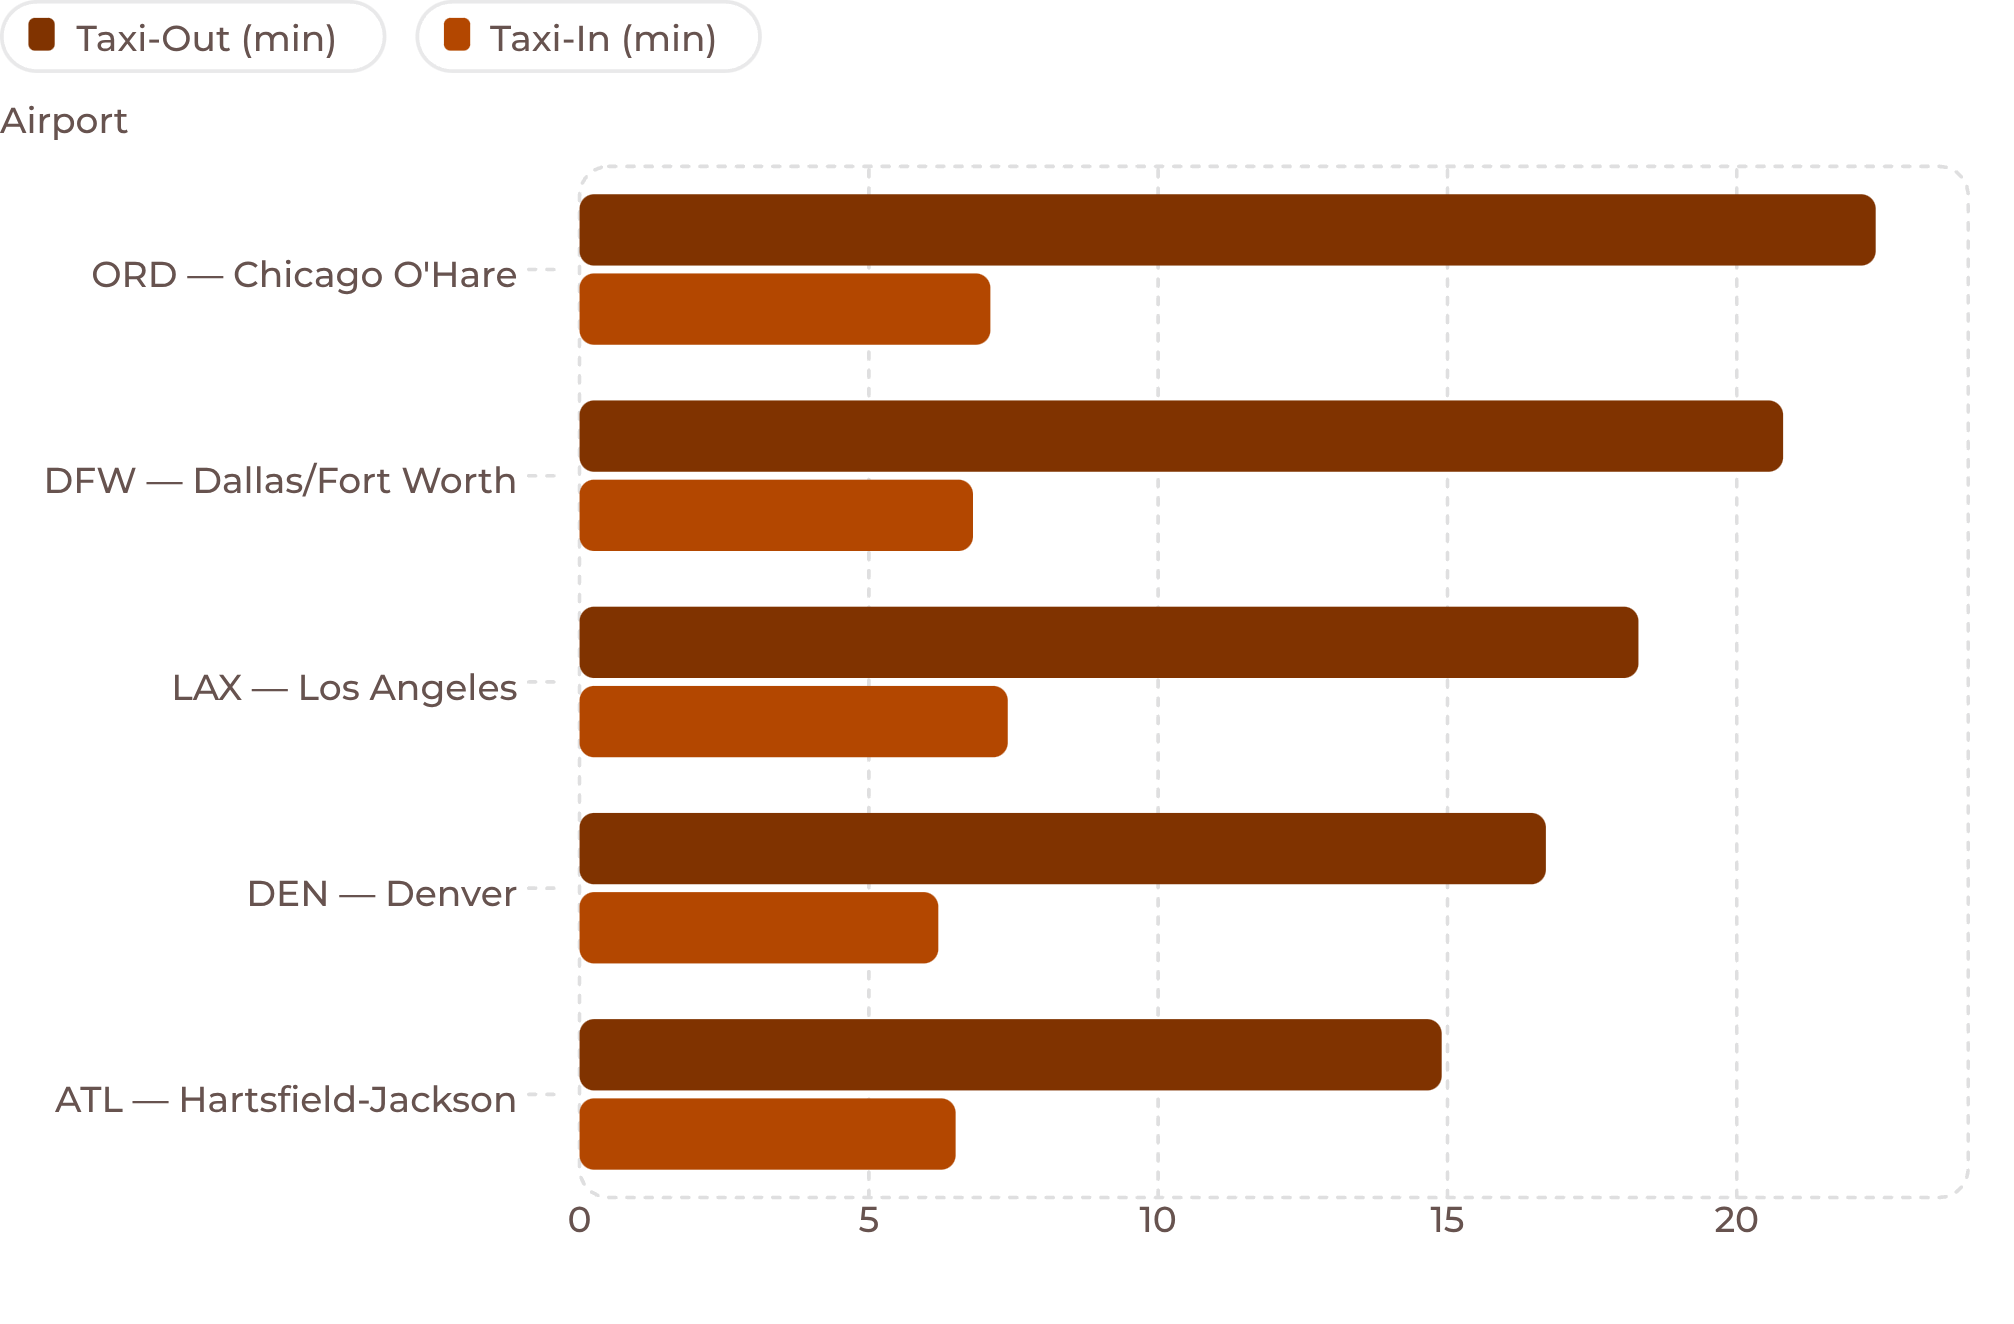 Taxi-Out (min) Taxi-In (min)
Airport
ORD — Chicago O'Hare
DFW — Dallas/Fort Worth
LAX — Los Angeles
DEN — Denver
ATL — Hartsfield-Jackson
0 5 10 15 20